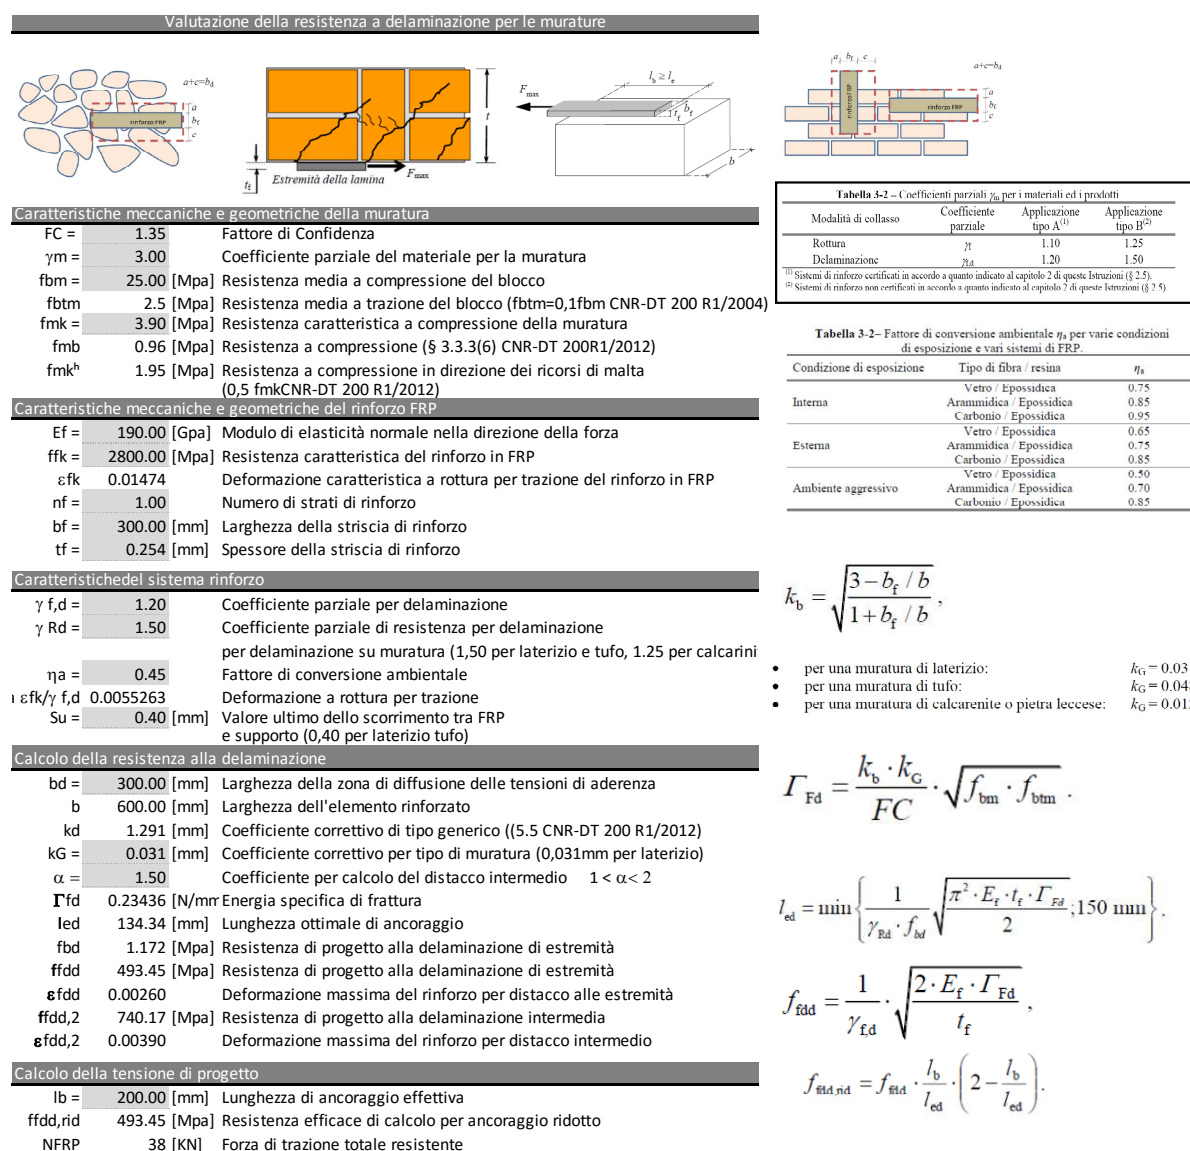 Valutazione della resistenza a delaminazione per le murature
a+c=bd
a
rinforzo FRP
bf
c
t
tf
Estremità della lamina
Fmax
Fmax
lb ≥ le
bf
tf
b
a bf c
a+c=bd
rinforzo FRP
rinforzo FRP
a
bf
c
Tabella 3-2 – Coefficienti parziali γm per i materiali ed i prodotti
Modalità di collasso Coefficiente parziale Applicazione tipo A(1) Applicazione tipo B(2)
Rottura γf 1.10 1.25
Delaminazione γf,d 1.20 1.50
(1) Sistemi di rinforzo certificati in accordo a quanto indicato al capitolo 2 di queste Istruzioni (§ 2.5).
(2) Sistemi di rinforzo non certificati in accordo a quanto indicato al capitolo 2 di queste Istruzioni (§ 2.5)
Caratteristiche meccaniche e geometriche della muratura
FC = 1.35 Fattore di Confidenza
γm = 3.00 Coefficiente parziale del materiale per la muratura
fbm = 25.00 [Mpa] Resistenza media a compressione del blocco
fbtm 2.5 [Mpa] Resistenza media a trazione del blocco (fbtm=0,1fbm CNR-DT 200 R1/2004)
fmk = 3.90 [Mpa] Resistenza caratteristica a compressione della muratura
fmb 0.96 [Mpa] Resistenza a compressione (§ 3.3.3(6) CNR-DT 200R1/2012)
fmkʰ 1.95 [Mpa] Resistenza a compressione in direzione dei ricorsi di malta
(0,5 fmkCNR-DT 200 R1/2012)
Tabella 3-2– Fattore di conversione ambientale ηa per varie condizioni
di esposizione e vari sistemi di FRP.
Condizione di esposizione Tipo di fibra / resina ηa
Vetro / Epossidica 0.75
Interna Arammidica / Epossidica 0.85
Carbonio / Epossidica 0.95
Vetro / Epossidica 0.65
Esterna Arammidica / Epossidica 0.75
Carbonio / Epossidica 0.85
Vetro / Epossidica 0.50
Ambiente aggressivo Arammidica / Epossidica 0.70
Carbonio / Epossidica 0.85
Caratteristiche meccaniche e geometriche del rinforzo FRP
Ef = 190.00 [Gpa] Modulo di elasticità normale nella direzione della forza
ffk = 2800.00 [Mpa] Resistenza caratteristica del rinforzo in FRP
εfk 0.01474 Deformazione caratteristica a rottura per trazione del rinforzo in FRP
nf = 1.00 Numero di strati di rinforzo
bf = 300.00 [mm] Larghezza della striscia di rinforzo
tf = 0.254 [mm] Spessore della striscia di rinforzo
Caratteristichedel sistema rinforzo
γ f,d = 1.20 Coefficiente parziale per delaminazione
γ Rd = 1.50 Coefficiente parziale di resistenza per delaminazione
per delaminazione su muratura (1,50 per laterizio e tufo, 1.25 per calcarini
ηa = 0.45 Fattore di conversione ambientale
εfk/γ f,d 0.0055263 Deformazione a rottura per trazione
Su = 0.40 [mm] Valore ultimo dello scorrimento tra FRP
e supporto (0,40 per laterizio tufo)
kb = √((3 − bf / b) / (1 + bf / b)) ,
• per una muratura di laterizio: kG = 0.03
• per una muratura di tufo: kG = 0.04
• per una muratura di calcarenite o pietra leccese: kG = 0.01
Calcolo della resistenza alla delaminazione
bd = 300.00 [mm] Larghezza della zona di diffusione delle tensioni di aderenza
b 600.00 [mm] Larghezza dell'elemento rinforzato
kd 1.291 [mm] Coefficiente correttivo di tipo generico ((5.5 CNR-DT 200 R1/2012)
kG = 0.031 [mm] Coefficiente correttivo per tipo di muratura (0,031mm per laterizio)
α = 1.50 Coefficiente per calcolo del distacco intermedio 1 < α< 2
Γfd 0.23436 [N/mm Energia specifica di frattura
led 134.34 [mm] Lunghezza ottimale di ancoraggio
fbd 1.172 [Mpa] Resistenza di progetto alla delaminazione di estremità
ffdd 493.45 [Mpa] Resistenza di progetto alla delaminazione di estremità
εfdd 0.00260 Deformazione massima del rinforzo per distacco alle estremità
ffdd,2 740.17 [Mpa] Resistenza di progetto alla delaminazione intermedia
εfdd,2 0.00390 Deformazione massima del rinforzo per distacco intermedio
ΓFd = (kb · kG / FC) · √(fbm · fbtm) .
led = min{(1 / (γRd · fbd)) √((π² · Ef · tf · ΓFd) / 2) ;150 mm} .
ffdd = (1 / γf,d) · √((2 · Ef · ΓFd) / tf) ,
ffdd,rid = ffdd · (lb / led) · (2 − lb / led) .
Calcolo della tensione di progetto
lb = 200.00 [mm] Lunghezza di ancoraggio effettiva
ffdd,rid 493.45 [Mpa] Resistenza efficace di calcolo per ancoraggio ridotto
NFRP 38 [KN] Forza di trazione totale resistente